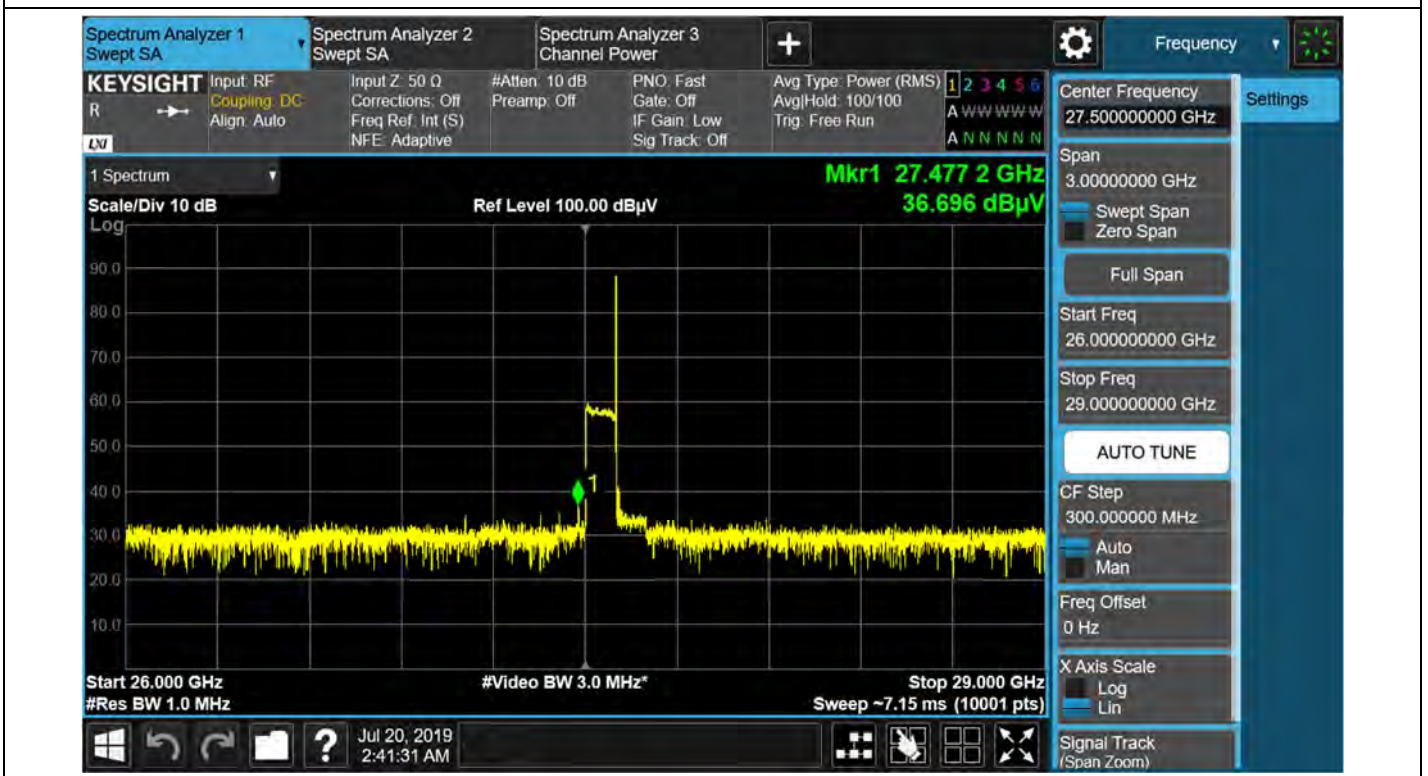 Spectrum Analyzer 1
Swept SA
Spectrum Analyzer 2
Swept SA
Spectrum Analyzer 3
Channel Power
+
Frequency
KEYSIGHT
R
LXI
Input: RF
Coupling: DC
Align: Auto
Input Z: 50 Ω
Corrections: Off
Freq Ref: Int (S)
NFE: Adaptive
#Atten: 10 dB
Preamp: Off
PNO: Fast
Gate: Off
IF Gain: Low
Sig Track: Off
Avg Type: Power (RMS)
Avg|Hold: 100/100
Trig: Free Run
1 2 3 4 5 6
A W W W W W
A N N N N N
1 Spectrum
Scale/Div 10 dB
Ref Level 100.00 dBµV
Mkr1 27.477 2 GHz
36.696 dBµV
Log
90.0
80.0
70.0
60.0
50.0
40.0
30.0
20.0
10.0
1
Start 26.000 GHz
#Video BW 3.0 MHz*
Stop 29.000 GHz
#Res BW 1.0 MHz
Sweep ~7.15 ms (10001 pts)
?
Jul 20, 2019
2:41:31 AM
Center Frequency
27.500000000 GHz
Settings
Span
3.00000000 GHz
Swept Span
Zero Span
Full Span
Start Freq
26.000000000 GHz
Stop Freq
29.000000000 GHz
AUTO TUNE
CF Step
300.000000 MHz
Auto
Man
Freq Offset
0 Hz
X Axis Scale
Log
Lin
Signal Track
(Span Zoom)